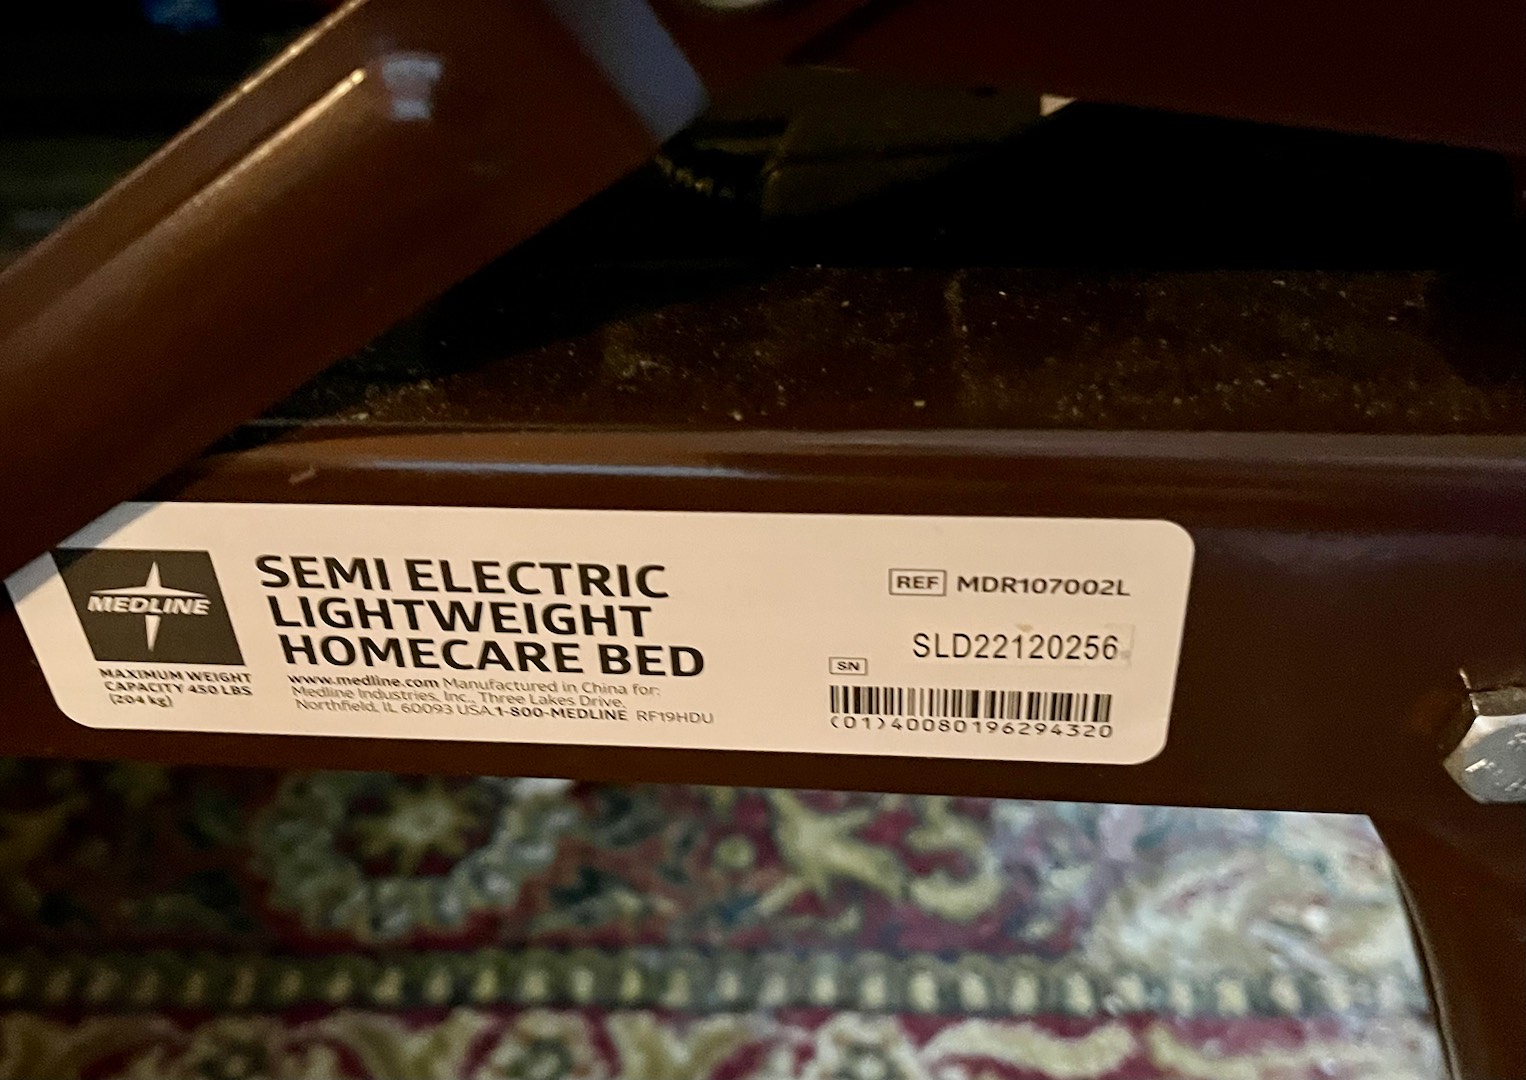 MEDLINE
MAXIMUM WEIGHT
CAPACITY 450 LBS
(204 kg)
SEMI ELECTRIC
LIGHTWEIGHT
HOMECARE BED
www.medline.com Manufactured in China for:
Medline Industries, Inc., Three Lakes Drive,
Northfield, IL 60093 USA.1-800-MEDLINE RF19HDU
REF MDR107002L
SLD22120256
SN
(01)40080196294320